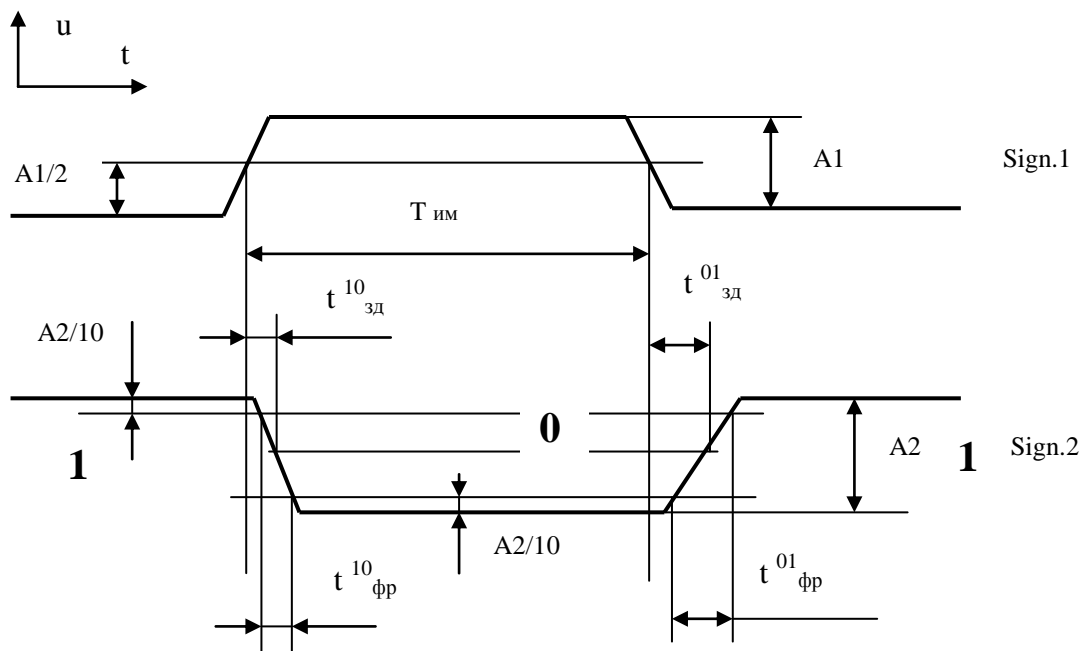 u
t
A1/2
A1
Sign.1
T им
t 10 зд
t 01 зд
A2/10
1
0
A2
1
Sign.2
A2/10
t 10 фр
t 01 фр